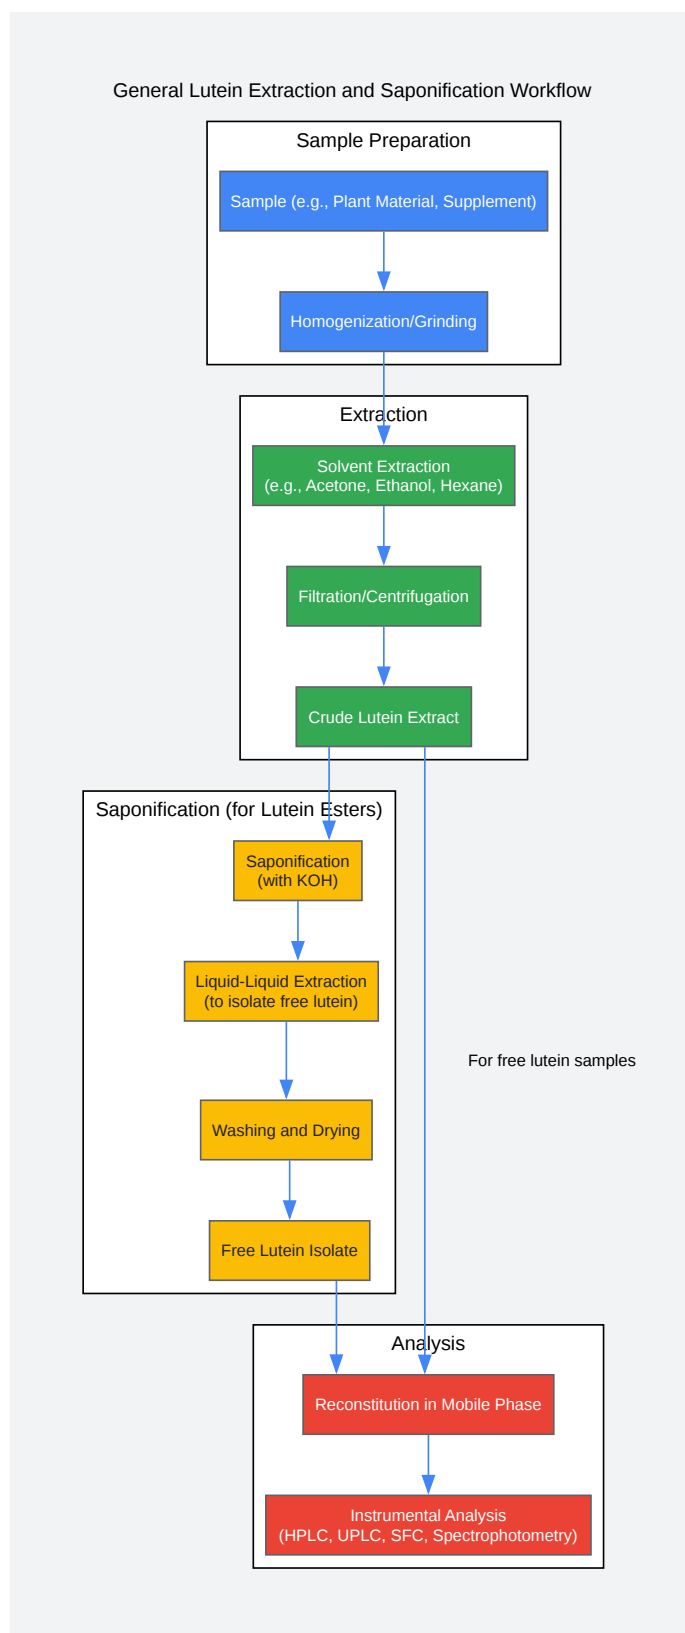 General Lutein Extraction and Saponification Workflow
Sample Preparation
Sample (e.g., Plant Material, Supplement)
Homogenization/Grinding
Extraction
Solvent Extraction
(e.g., Acetone, Ethanol, Hexane)
Filtration/Centrifugation
Crude Lutein Extract
Saponification (for Lutein Esters)
Saponification
(with KOH)
Liquid-Liquid Extraction
(to isolate free lutein)
For free lutein samples
Washing and Drying
Free Lutein Isolate
Analysis
Reconstitution in Mobile Phase
Instrumental Analysis
(HPLC, UPLC, SFC, Spectrophotometry)